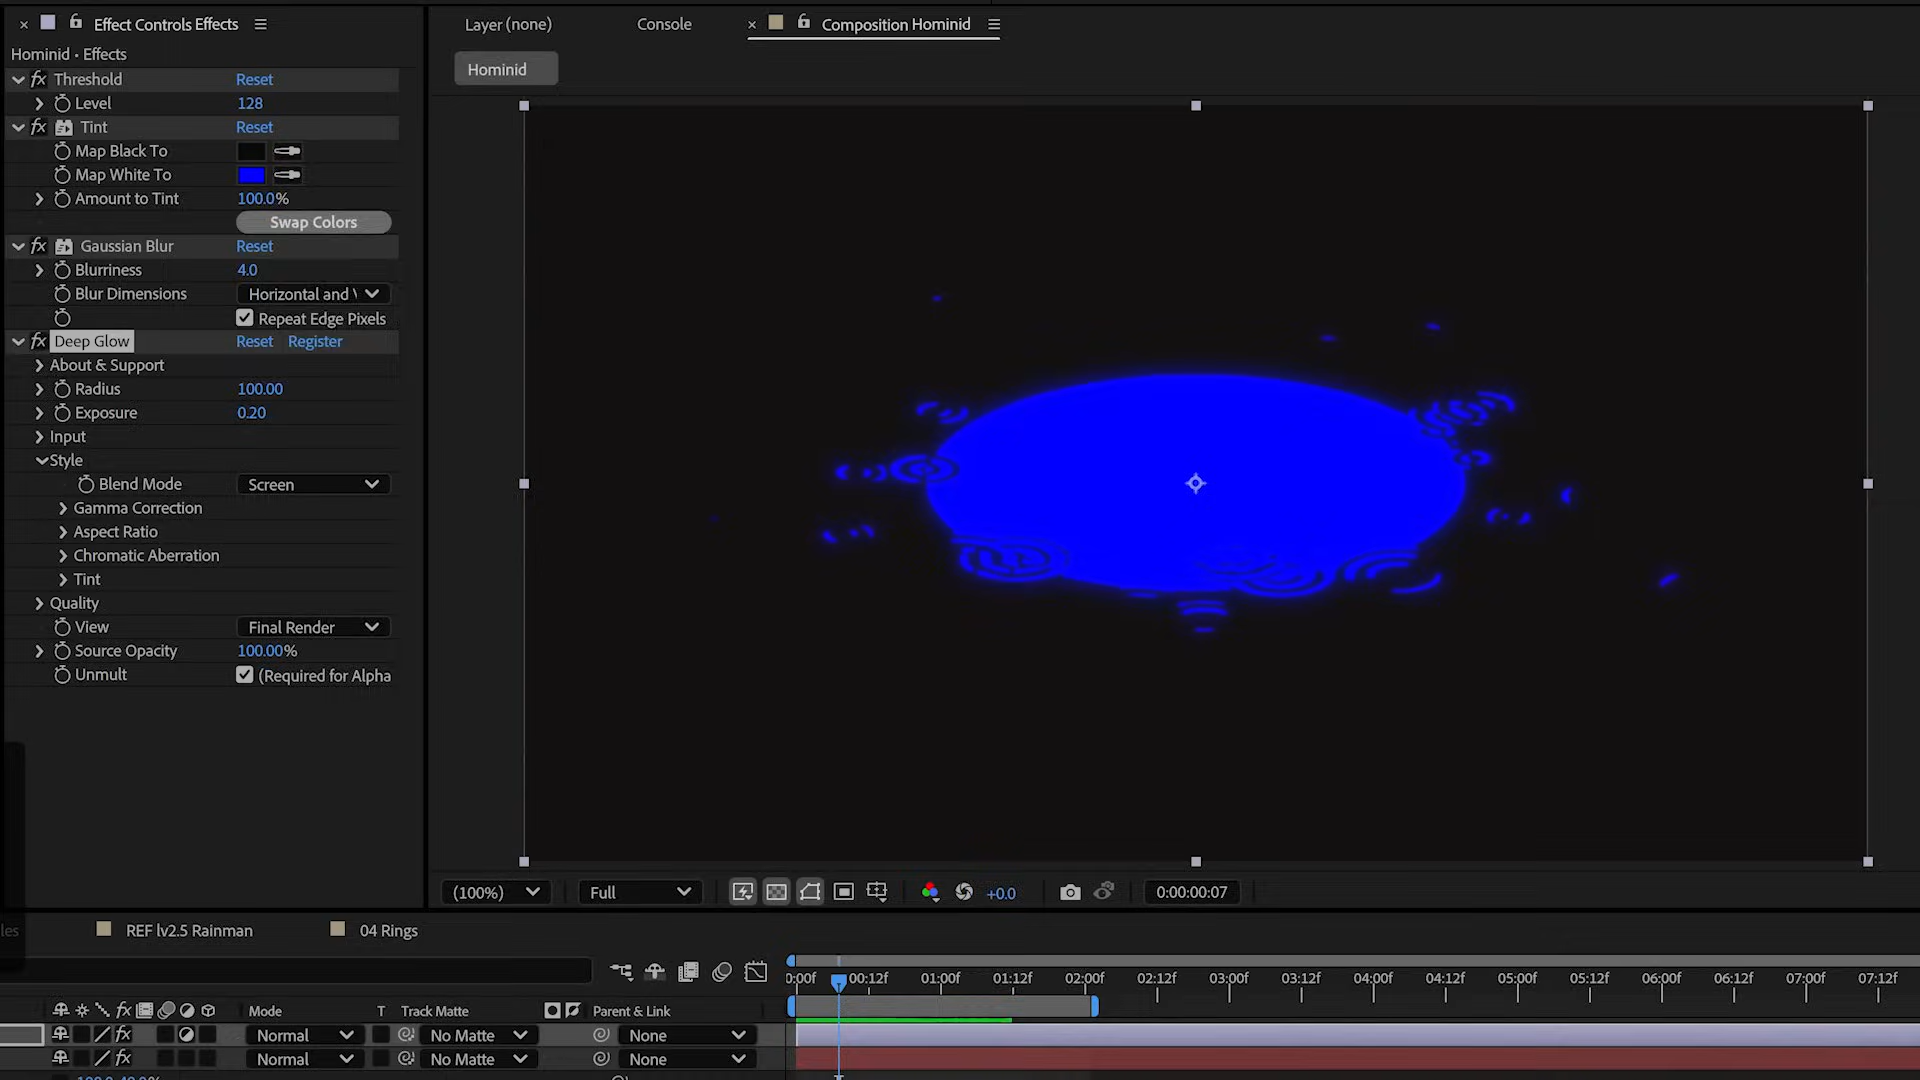 Effect Controls Effects
Layer (none)
Console
Composition Hominid
Hominid • Effects
Hominid
Threshold Reset
Level 128
Tint Reset
Map Black To
Map White To
Amount to Tint 100.0%
Swap Colors
Gaussian Blur Reset
Blurriness 4.0
Blur Dimensions Horizontal and V
Repeat Edge Pixels
Deep Glow Reset Register
About & Support
Radius 100.00
Exposure 0.20
Input
Style
Blend Mode Screen
Gamma Correction
Aspect Ratio
Chromatic Aberration
Tint
Quality
View Final Render
Source Opacity 100.00%
Unmult (Required for Alpha
(100%) Full +0.0 0:00:00:07
les REF lv2.5 Rainman 04 Rings
0:00f 00:12f 01:00f 01:12f 02:00f 02:12f 03:00f 03:12f 04:00f 04:12f 05:00f 05:12f 06:00f 06:12f 07:00f 07:12f
fx Mode T Track Matte Parent & Link
fx Normal No Matte None
fx Normal No Matte None